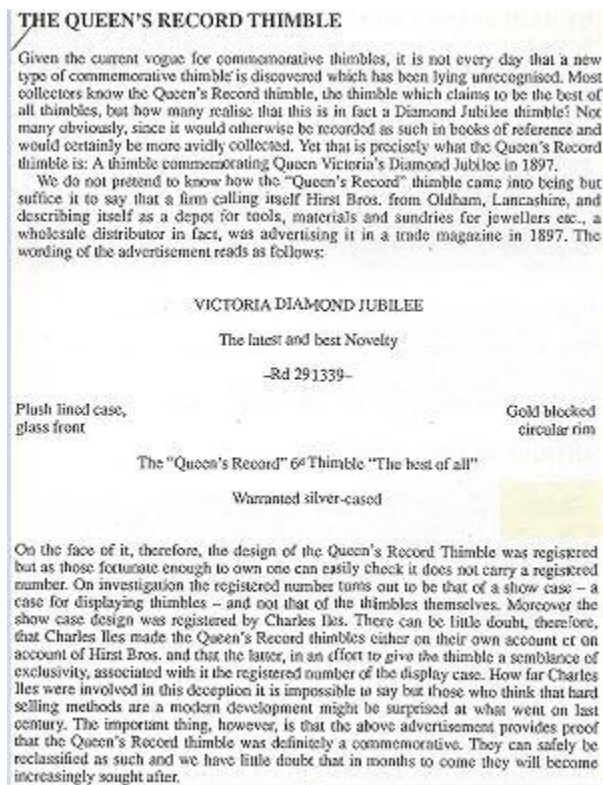 THE QUEEN'S RECORD THIMBLE
Given the current vogue for commemorative thimbles, it is not every day that a new
type of commemorative thimble is discovered which has been lying unrecognised. Most
collectors know the Queen's Record thimble, the thimble which claims to be the best of
all thimbles, but how many realise that this is in fact a Diamond Jubilee thimble? Not
many obviously, since it would otherwise be recorded as such in books of reference and
would certainly be more avidly collected. Yet that is precisely what the Queen's Record
thimble is: A thimble commemorating Queen Victoria's Diamond Jubilee in 1897.
We do not pretend to know how the "Queen's Record" thimble came into being but
suffice it to say that a firm calling itself Hirst Bros. from Oldham, Lancashire, and
describing itself as a depot for tools, materials and sundries for jewellers etc., a
wholesale distributor in fact, was advertising it in a trade magazine in 1897. The
wording of the advertisement reads as follows:
VICTORIA DIAMOND JUBILEE
The latest and best Novelty
–Rd 291339–
Plush lined case, Gold blocked
glass front circular rim
The "Queen's Record" 6d Thimble "The best of all"
Warranted silver-cased
On the face of it, therefore, the design of the Queen's Record Thimble was registered
but as those fortunate enough to own one can easily check it does not carry a registered
number. On investigation the registered number turns out to be that of a show case – a
case for displaying thimbles – and not that of the thimbles themselves. Moreover the
show case design was registered by Charles Iles. There can be little doubt, therefore,
that Charles Iles made the Queen's Record thimbles either on their own account or on
account of Hirst Bros. and that the latter, in an effort to give the thimble a semblance of
exclusivity, associated with it the registered number of the display case. How far Charles
Iles were involved in this deception it is impossible to say but those who think that hard
selling methods are a modern development might be surprised at what went on last
century. The important thing, however, is that the above advertisement provides proof
that the Queen's Record thimble was definitely a commemorative. They can safely be
reclassified as such and we have little doubt that in months to come they will become
increasingly sought after.